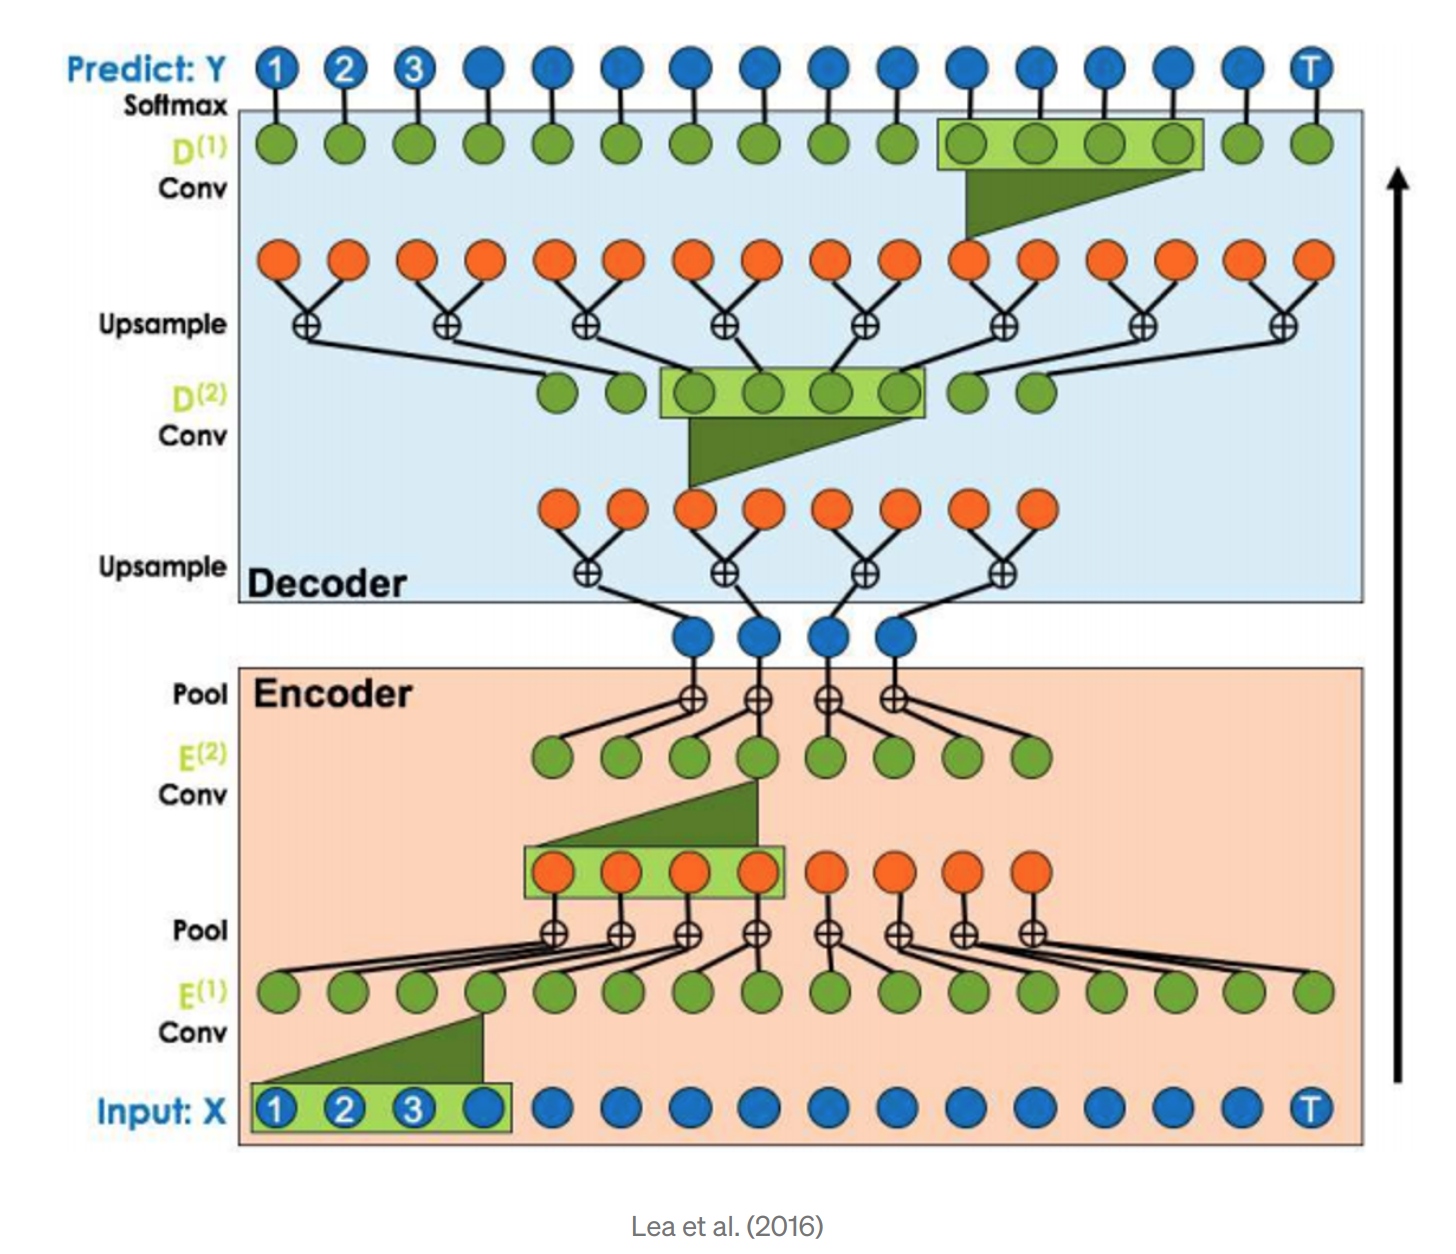 Predict: Y 1 2 3 T
Softmax
D(1)
Conv
Upsample
D(2)
Conv
Upsample
Decoder
Pool
Encoder
E(2)
Conv
Pool
E(1)
Conv
Input: X 1 2 3 T
Lea et al. (2016)